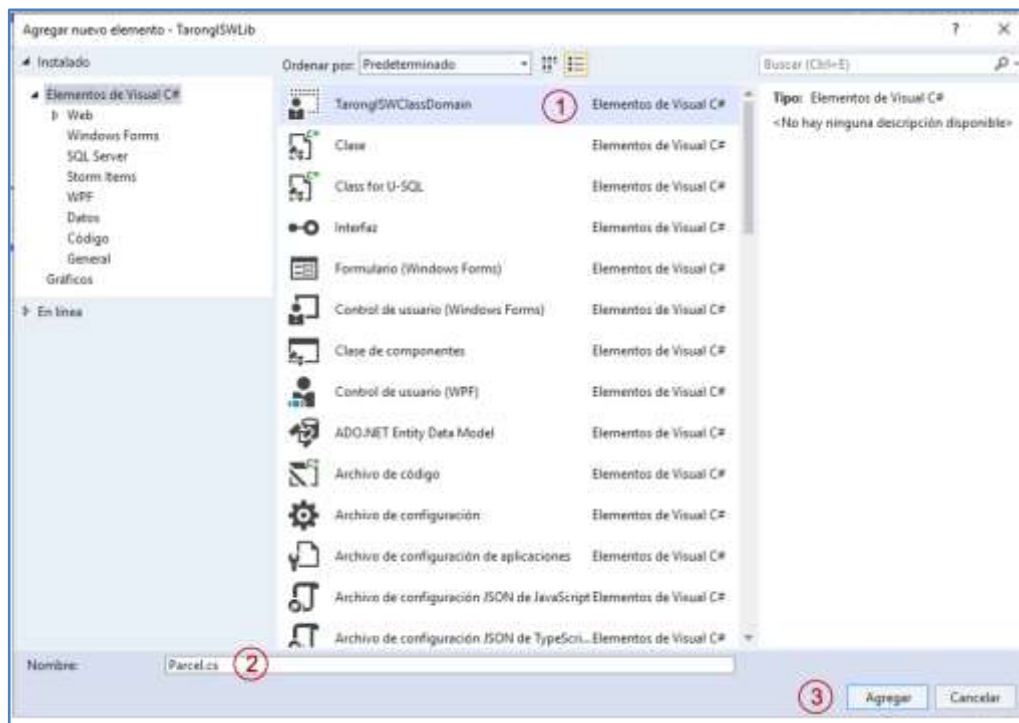 Agregar nuevo elemento - TarongISWLib
? ×
Instalado
Ordenar por: Predeterminado
Buscar (Ctrl+E)
Elementos de Visual C#
Web
Windows Forms
SQL Server
Storm Items
WPF
Datos
Código
General
Gráficos
En línea
TarongISWClassDomain 1 Elementos de Visual C#
Clase Elementos de Visual C#
Class for U-SQL Elementos de Visual C#
Interfaz Elementos de Visual C#
Formulario (Windows Forms) Elementos de Visual C#
Control de usuario (Windows Forms) Elementos de Visual C#
Clase de componentes Elementos de Visual C#
Control de usuario (WPF) Elementos de Visual C#
ADO.NET Entity Data Model Elementos de Visual C#
Archivo de código Elementos de Visual C#
Archivo de configuración Elementos de Visual C#
Archivo de configuración de aplicaciones Elementos de Visual C#
Archivo de configuración JSON de JavaScript Elementos de Visual C#
Archivo de configuración JSON de TypeScri... Elementos de Visual C#
Tipo: Elementos de Visual C#
<No hay ninguna descripción disponible>
Nombre: Parcel.cs 2
3 Agregar Cancelar